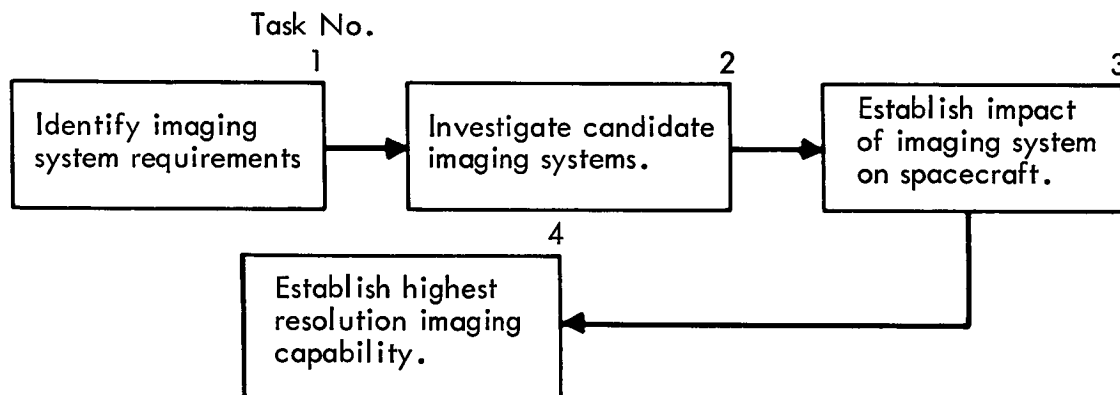 Task No.
1
Identify imaging
system requirements
2
Investigate candidate
imaging systems.
3
Establish impact
of imaging system
on spacecraft.
4
Establish highest
resolution imaging
capability.